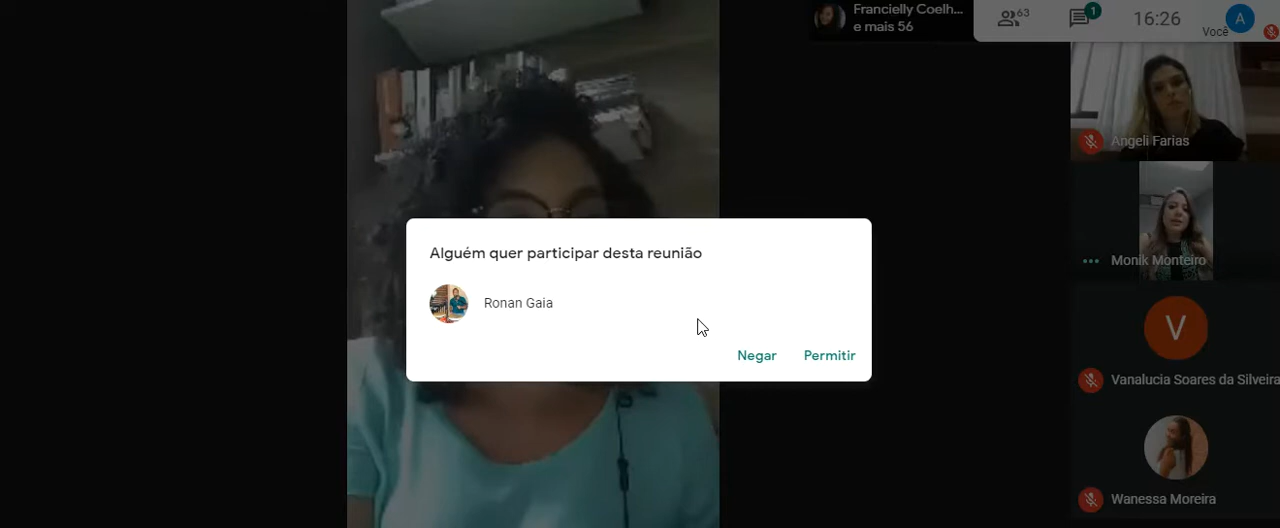 Francielly Coelh...
e mais 56
63
1
16:26
Você
A
Angeli Farias
Alguém quer participar desta reunião
Monik Monteiro
Ronan Gaia
V
Negar
Permitir
Vanalucia Soares da Silveira
Wanessa Moreira